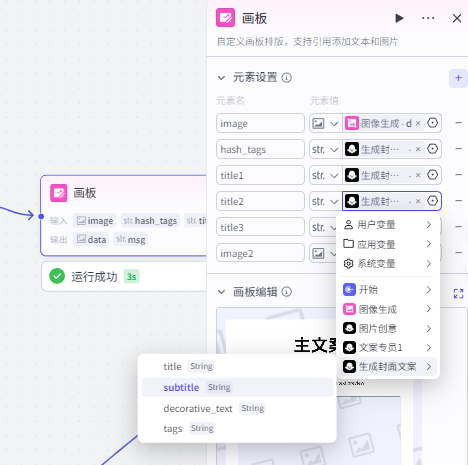 画板
自定义画板排版，支持引用添加文本和图片
元素设置
元素名 元素值
image 图像生成 · d
hash_tags str. 生成封… ·
title1 str. 生成封… ·
title2 str. 生成封… ·
title3 str.
image2
用户变量
应用变量
系统变量
开始
图像生成
图片创意
文案专员1
生成封面文案
title String
subtitle String
decorative_text String
tags String
画板编辑
主文案
画板
输入 image str. hash_tags str. tit
输出 data str. msg
运行成功 3s